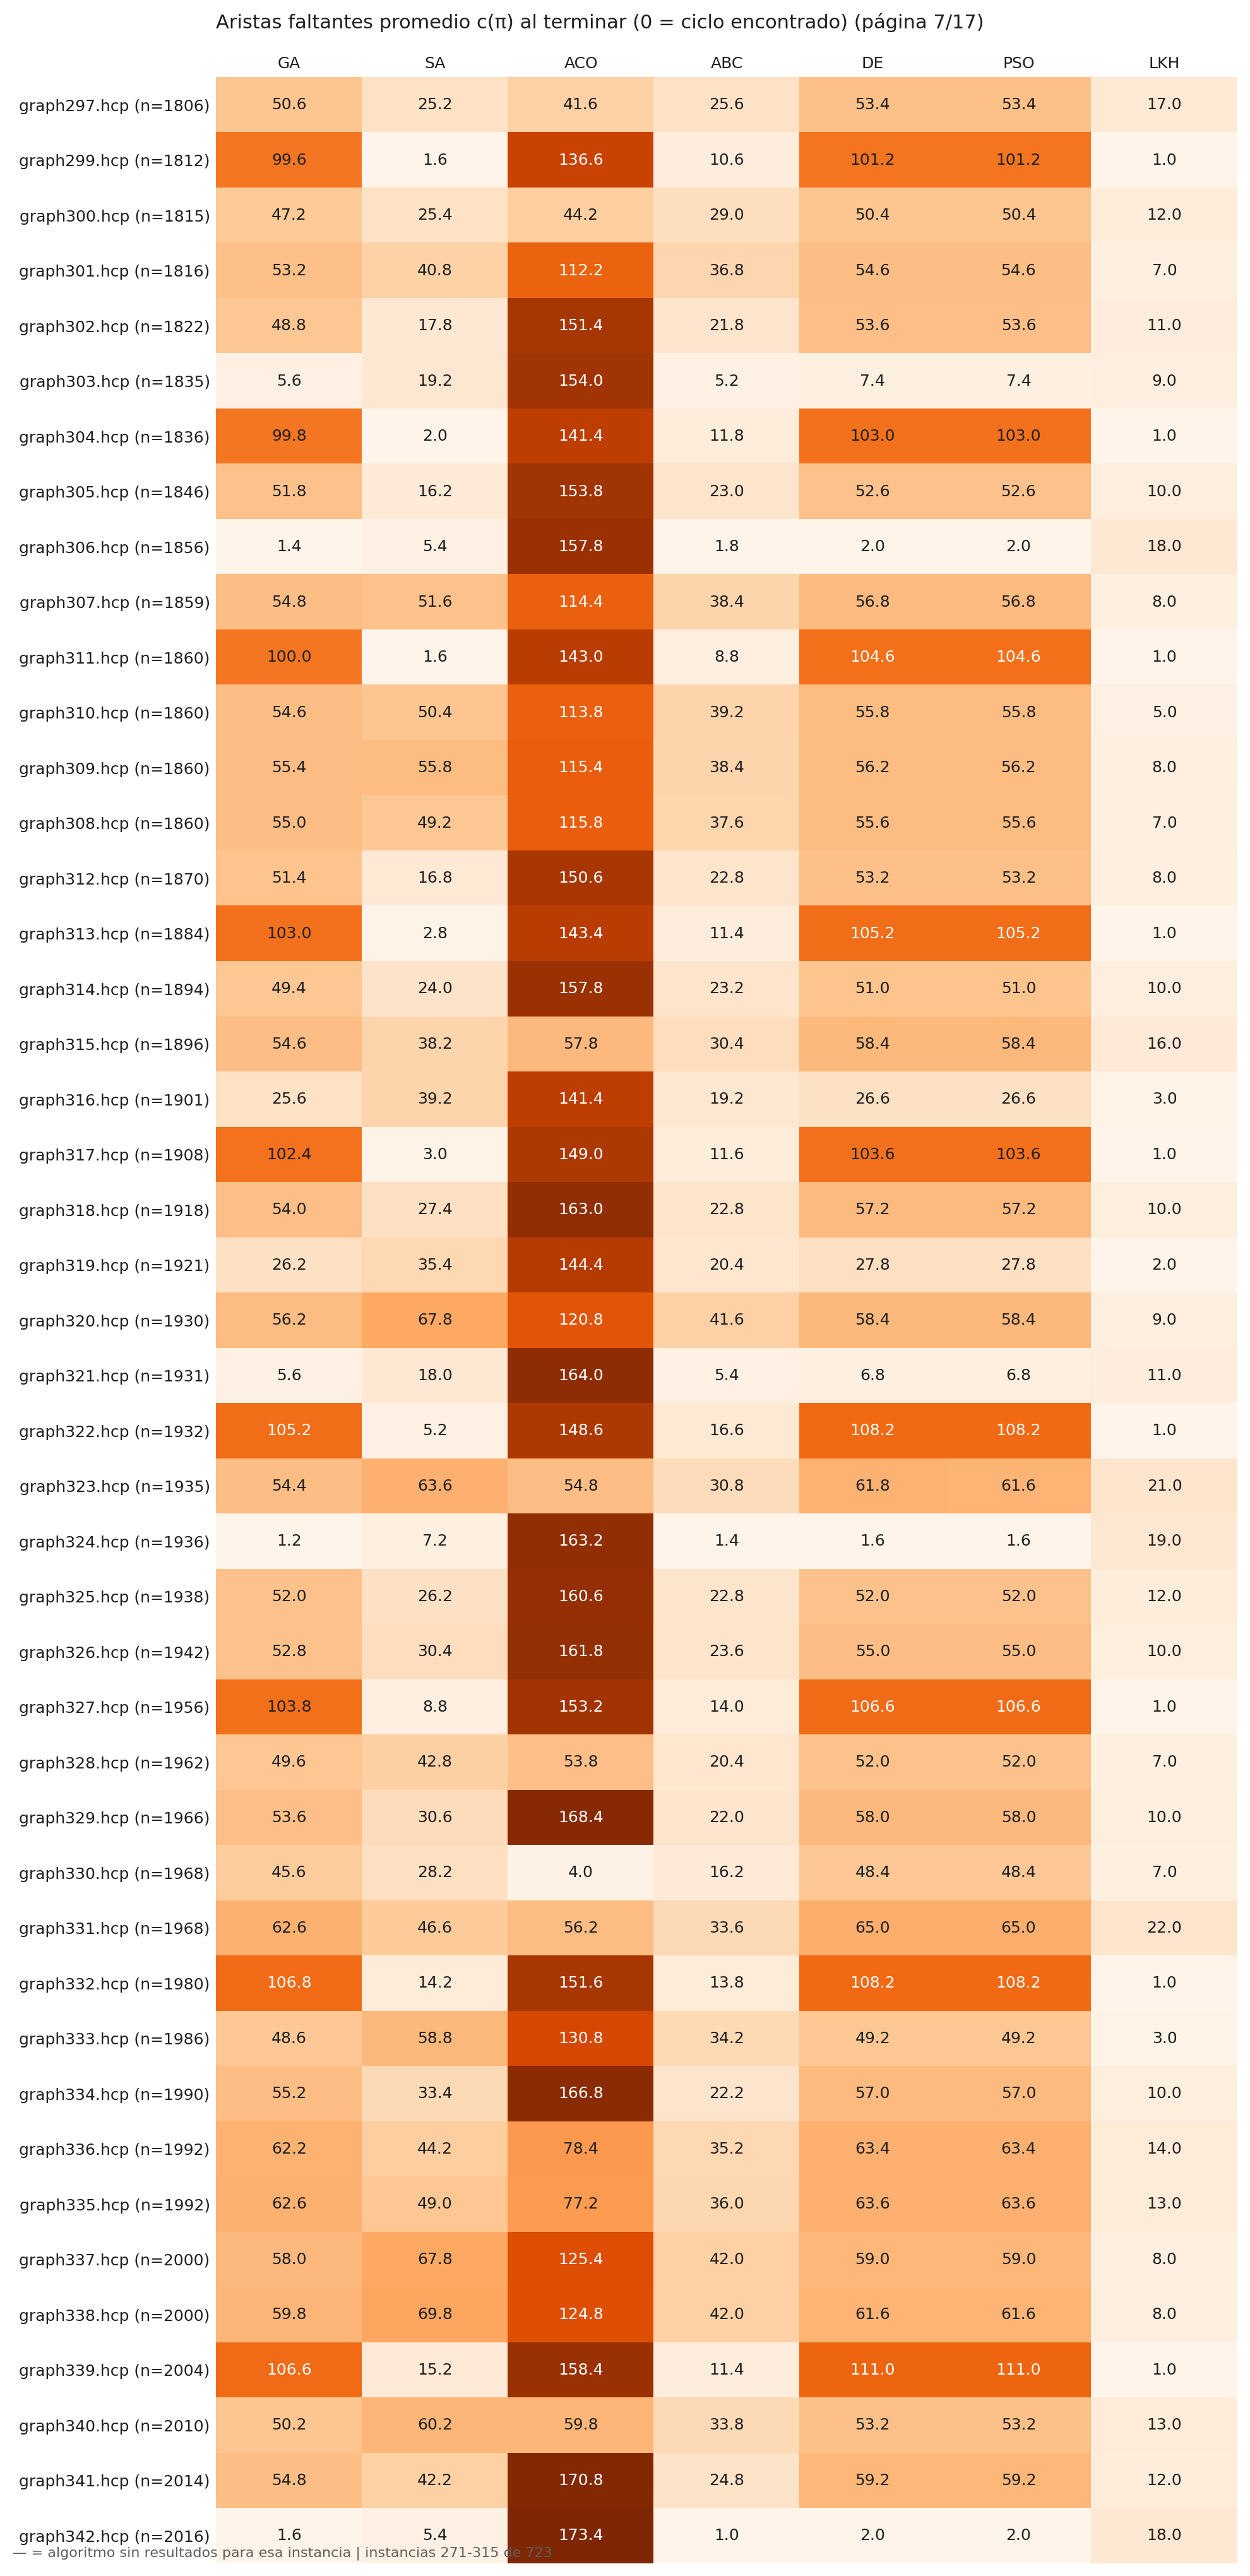 Aristas faltantes promedio c(π) al terminar (0 = ciclo encontrado) (página 7/17)
GA SA ACO ABC DE PSO LKH
graph297.hcp (n=1806) 50.6 25.2 41.6 25.6 53.4 53.4 17.0
graph299.hcp (n=1812) 99.6 1.6 136.6 10.6 101.2 101.2 1.0
graph300.hcp (n=1815) 47.2 25.4 44.2 29.0 50.4 50.4 12.0
graph301.hcp (n=1816) 53.2 40.8 112.2 36.8 54.6 54.6 7.0
graph302.hcp (n=1822) 48.8 17.8 151.4 21.8 53.6 53.6 11.0
graph303.hcp (n=1835) 5.6 19.2 154.0 5.2 7.4 7.4 9.0
graph304.hcp (n=1836) 99.8 2.0 141.4 11.8 103.0 103.0 1.0
graph305.hcp (n=1846) 51.8 16.2 153.8 23.0 52.6 52.6 10.0
graph306.hcp (n=1856) 1.4 5.4 157.8 1.8 2.0 2.0 18.0
graph307.hcp (n=1859) 54.8 51.6 114.4 38.4 56.8 56.8 8.0
graph311.hcp (n=1860) 100.0 1.6 143.0 8.8 104.6 104.6 1.0
graph310.hcp (n=1860) 54.6 50.4 113.8 39.2 55.8 55.8 5.0
graph309.hcp (n=1860) 55.4 55.8 115.4 38.4 56.2 56.2 8.0
graph308.hcp (n=1860) 55.0 49.2 115.8 37.6 55.6 55.6 7.0
graph312.hcp (n=1870) 51.4 16.8 150.6 22.8 53.2 53.2 8.0
graph313.hcp (n=1884) 103.0 2.8 143.4 11.4 105.2 105.2 1.0
graph314.hcp (n=1894) 49.4 24.0 157.8 23.2 51.0 51.0 10.0
graph315.hcp (n=1896) 54.6 38.2 57.8 30.4 58.4 58.4 16.0
graph316.hcp (n=1901) 25.6 39.2 141.4 19.2 26.6 26.6 3.0
graph317.hcp (n=1908) 102.4 3.0 149.0 11.6 103.6 103.6 1.0
graph318.hcp (n=1918) 54.0 27.4 163.0 22.8 57.2 57.2 10.0
graph319.hcp (n=1921) 26.2 35.4 144.4 20.4 27.8 27.8 2.0
graph320.hcp (n=1930) 56.2 67.8 120.8 41.6 58.4 58.4 9.0
graph321.hcp (n=1931) 5.6 18.0 164.0 5.4 6.8 6.8 11.0
graph322.hcp (n=1932) 105.2 5.2 148.6 16.6 108.2 108.2 1.0
graph323.hcp (n=1935) 54.4 63.6 54.8 30.8 61.8 61.6 21.0
graph324.hcp (n=1936) 1.2 7.2 163.2 1.4 1.6 1.6 19.0
graph325.hcp (n=1938) 52.0 26.2 160.6 22.8 52.0 52.0 12.0
graph326.hcp (n=1942) 52.8 30.4 161.8 23.6 55.0 55.0 10.0
graph327.hcp (n=1956) 103.8 8.8 153.2 14.0 106.6 106.6 1.0
graph328.hcp (n=1962) 49.6 42.8 53.8 20.4 52.0 52.0 7.0
graph329.hcp (n=1966) 53.6 30.6 168.4 22.0 58.0 58.0 10.0
graph330.hcp (n=1968) 45.6 28.2 4.0 16.2 48.4 48.4 7.0
graph331.hcp (n=1968) 62.6 46.6 56.2 33.6 65.0 65.0 22.0
graph332.hcp (n=1980) 106.8 14.2 151.6 13.8 108.2 108.2 1.0
graph333.hcp (n=1986) 48.6 58.8 130.8 34.2 49.2 49.2 3.0
graph334.hcp (n=1990) 55.2 33.4 166.8 22.2 57.0 57.0 10.0
graph336.hcp (n=1992) 62.2 44.2 78.4 35.2 63.4 63.4 14.0
graph335.hcp (n=1992) 62.6 49.0 77.2 36.0 63.6 63.6 13.0
graph337.hcp (n=2000) 58.0 67.8 125.4 42.0 59.0 59.0 8.0
graph338.hcp (n=2000) 59.8 69.8 124.8 42.0 61.6 61.6 8.0
graph339.hcp (n=2004) 106.6 15.2 158.4 11.4 111.0 111.0 1.0
graph340.hcp (n=2010) 50.2 60.2 59.8 33.8 53.2 53.2 13.0
graph341.hcp (n=2014) 54.8 42.2 170.8 24.8 59.2 59.2 12.0
graph342.hcp (n=2016) 1.6 5.4 173.4 1.0 2.0 2.0 18.0
— = algoritmo sin resultados para esa instancia | instancias 271-315 de 723